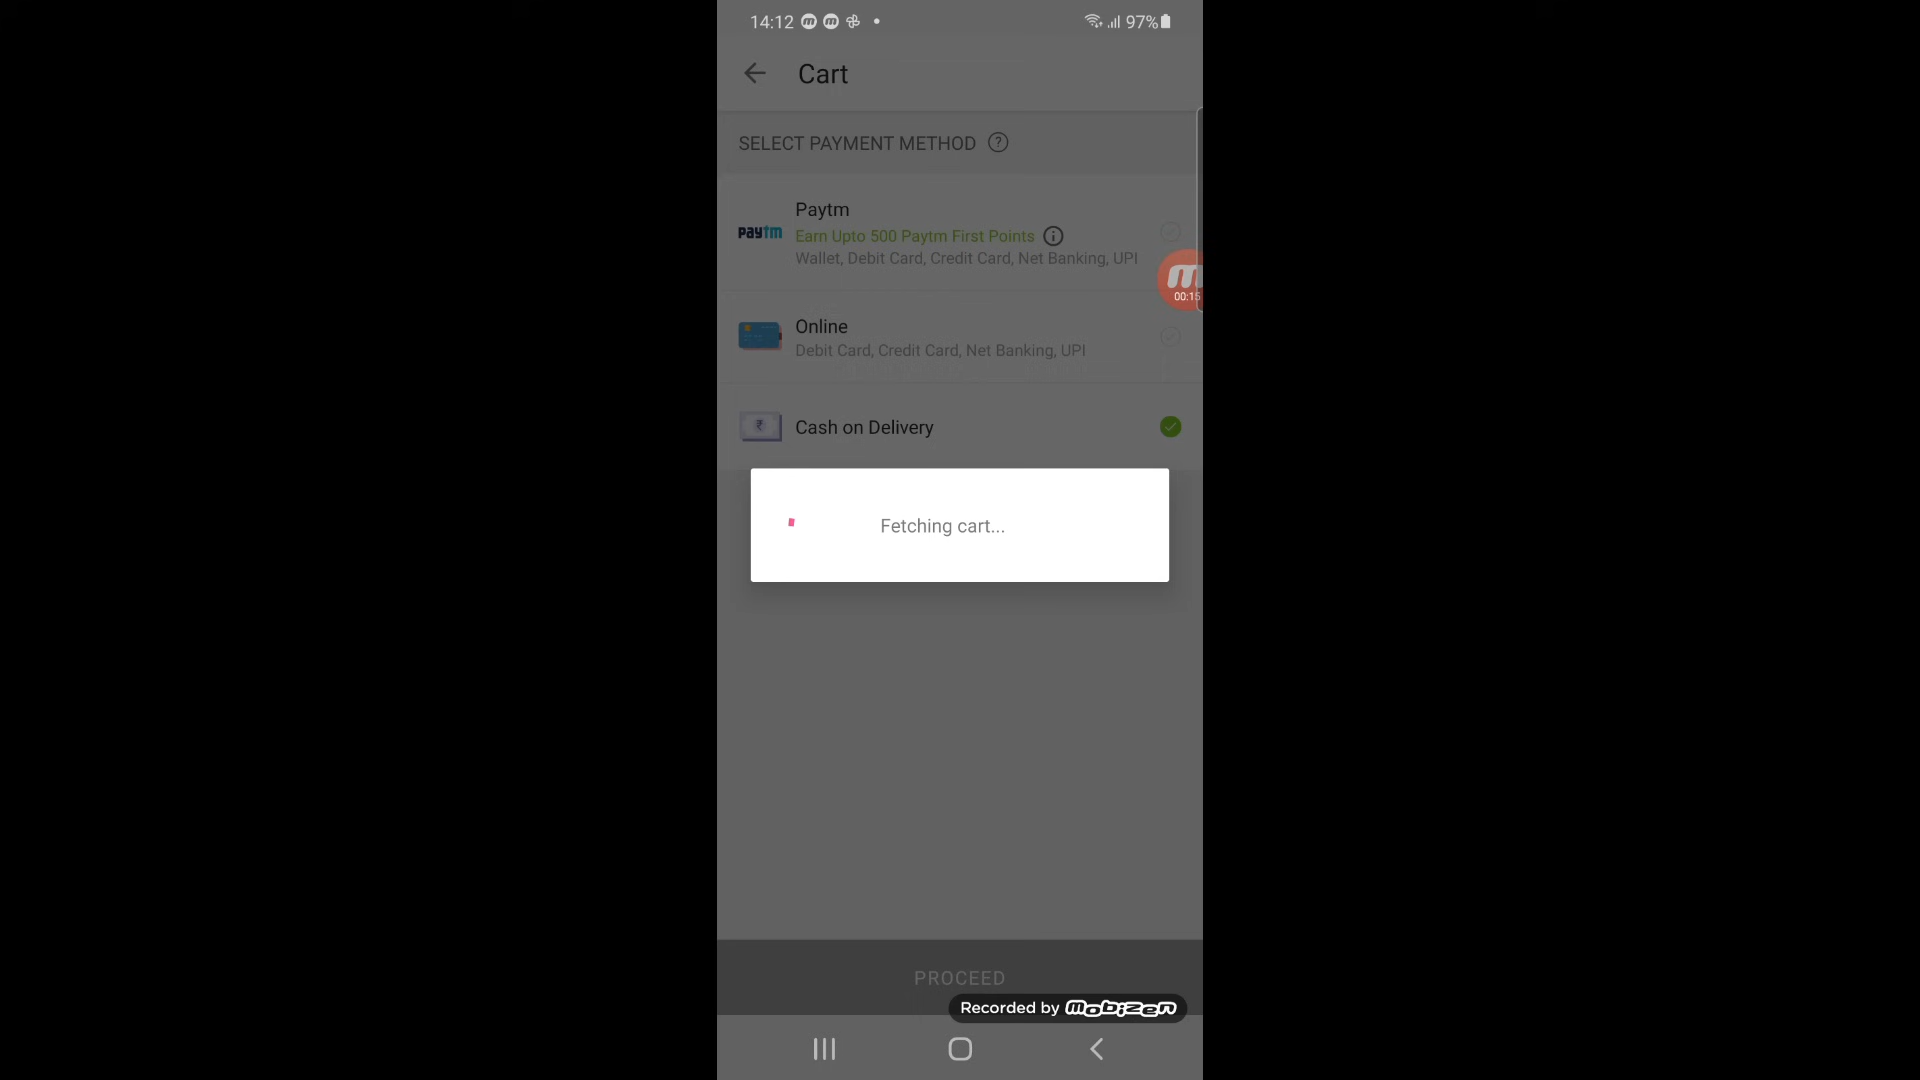 14:12 97%
Cart
SELECT PAYMENT METHOD ?
Paytm
paytm
Earn Upto 500 Paytm First Points
Wallet, Debit Card, Credit Card, Net Banking, UPI
m
00:15
Online
Debit Card, Credit Card, Net Banking, UPI
₹
Cash on Delivery
Fetching cart...
PROCEED
Recorded by mobizen